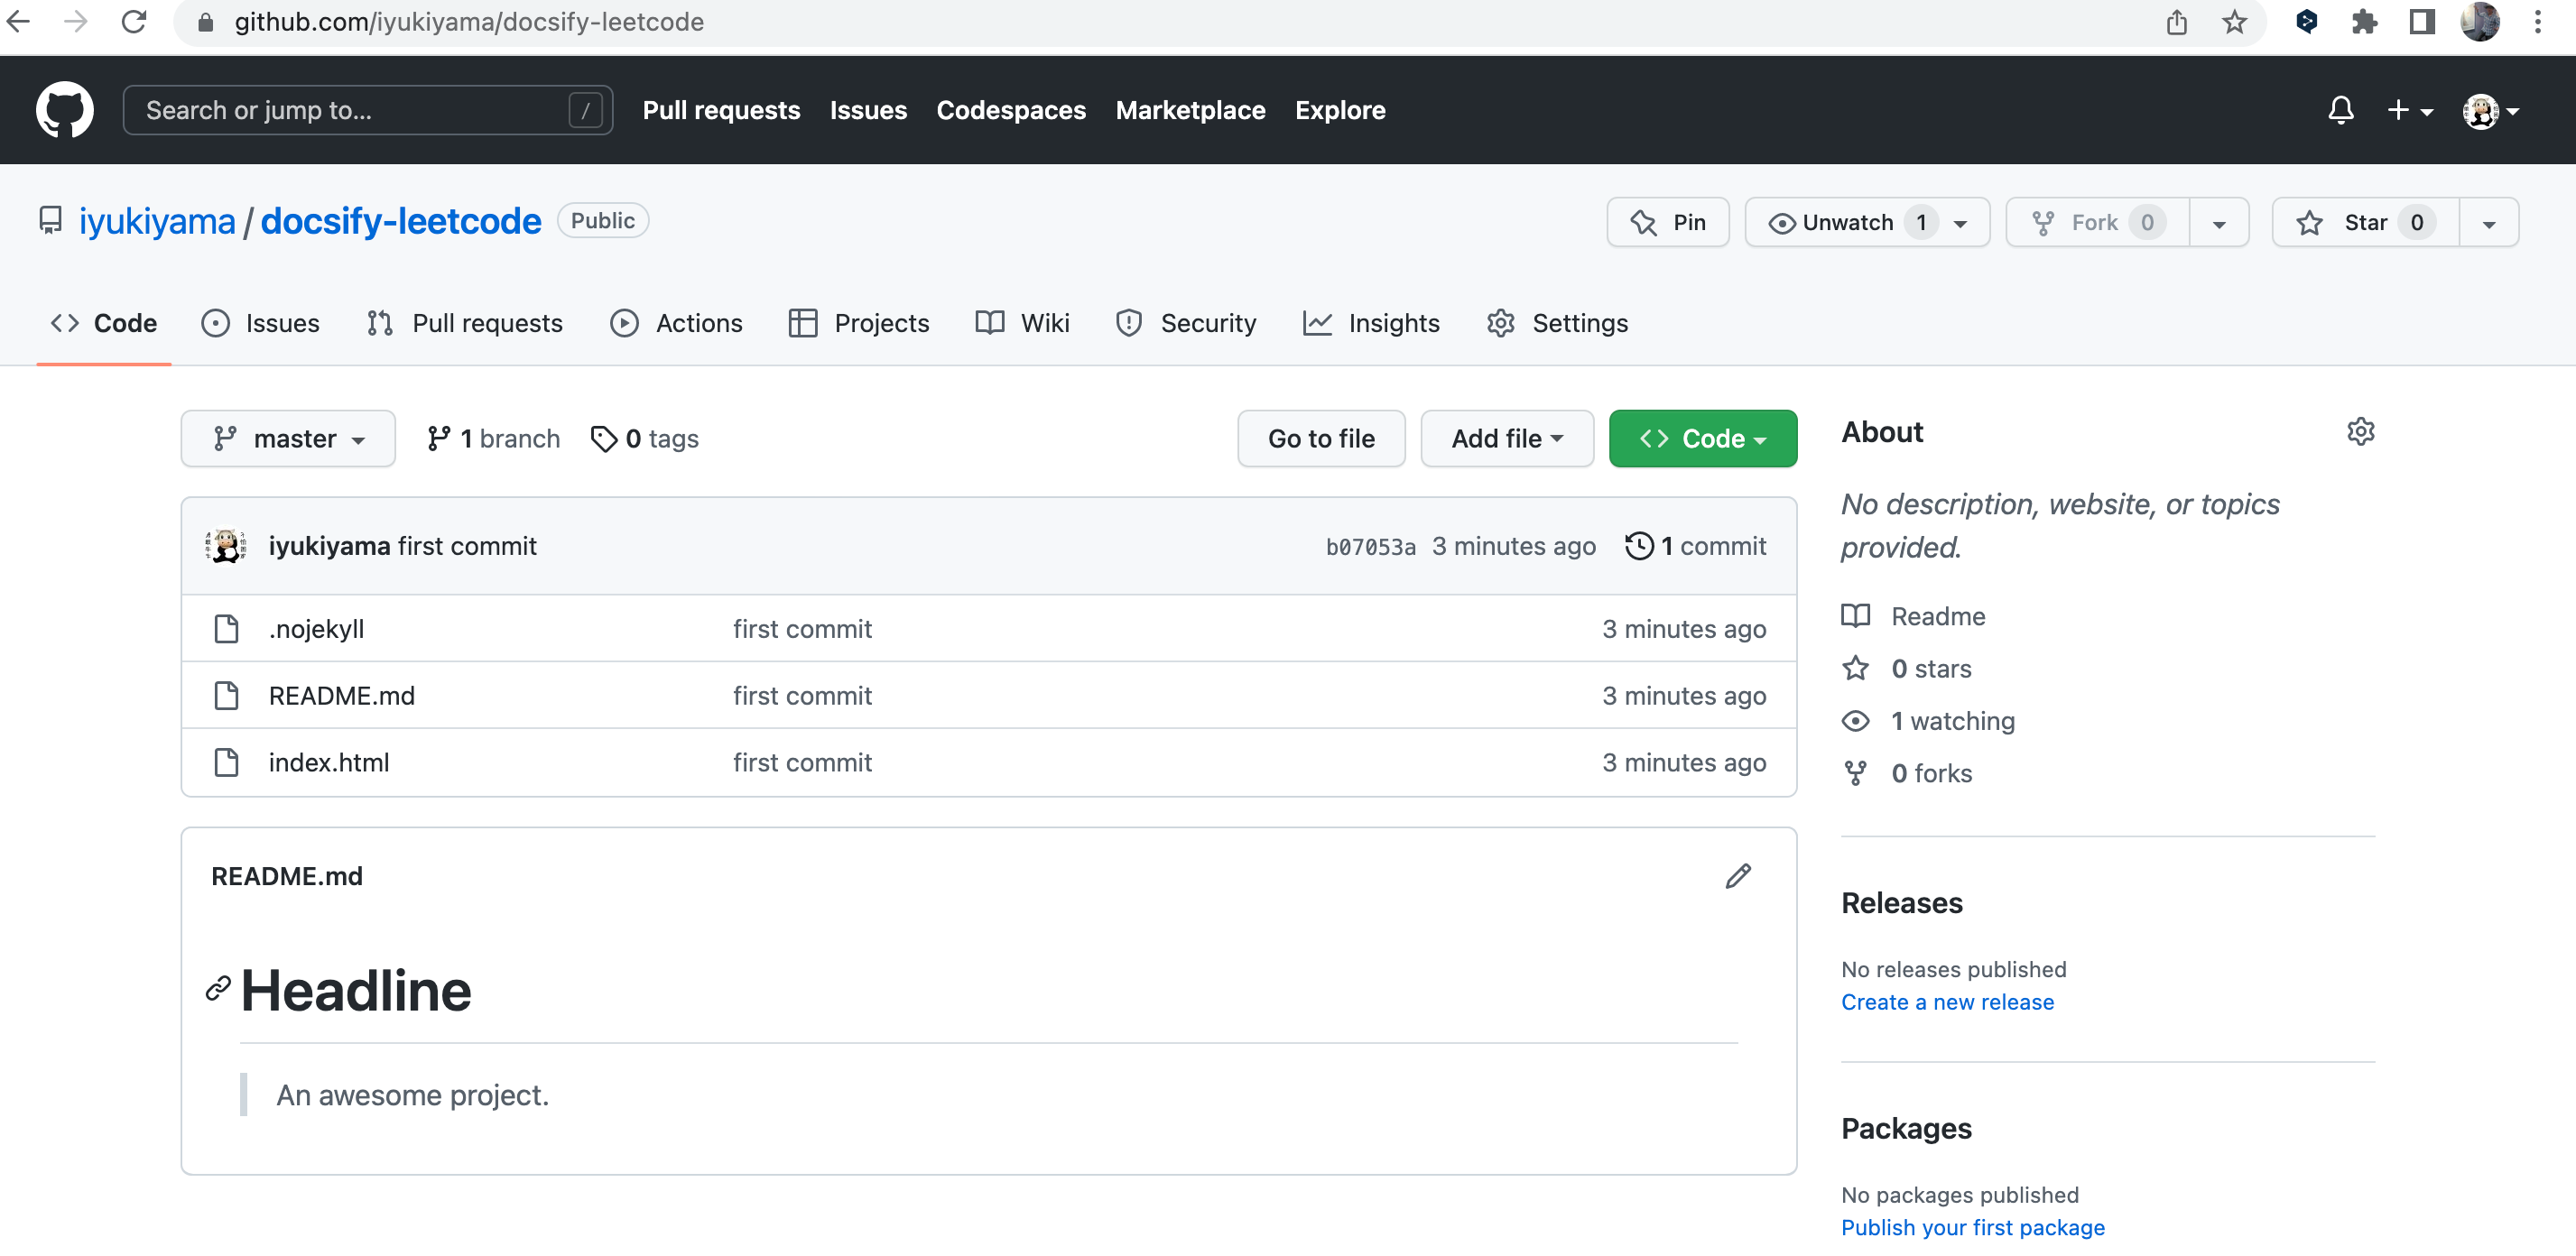 github.com/iyukiyama/docsify-leetcode
Search or jump to... /
Pull requests Issues Codespaces Marketplace Explore
iyukiyama / docsify-leetcode Public
Pin Unwatch 1 Fork 0 Star 0
Code Issues Pull requests Actions Projects Wiki Security Insights Settings
master 1 branch 0 tags Go to file Add file Code
iyukiyama first commit b07053a 3 minutes ago 1 commit
.nojekyll first commit 3 minutes ago
README.md first commit 3 minutes ago
index.html first commit 3 minutes ago
README.md
Headline
An awesome project.
About
No description, website, or topics
provided.
Readme
0 stars
1 watching
0 forks
Releases
No releases published
Create a new release
Packages
No packages published
Publish your first package